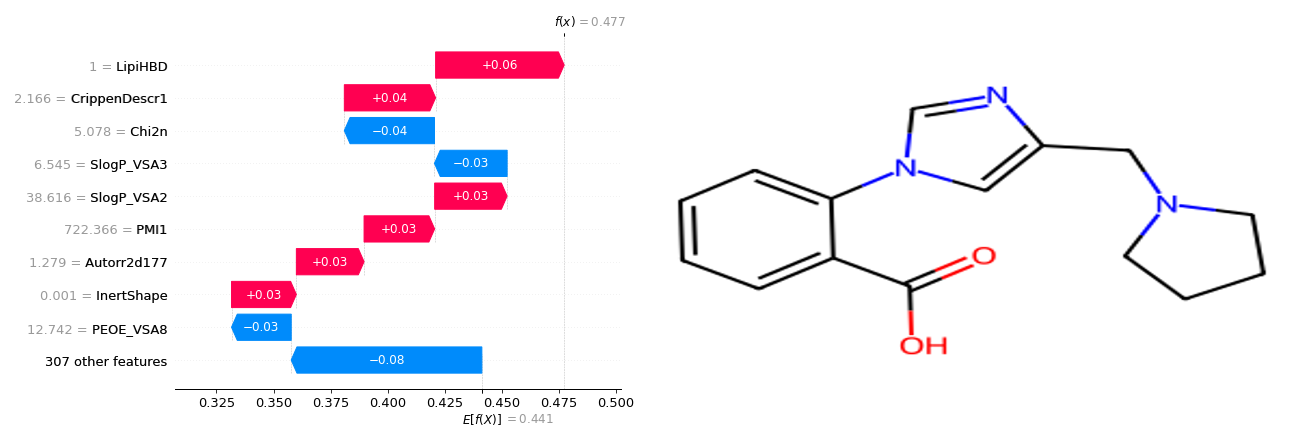 f(x) = 0.477
1 = LipiHBD
+0.06
2.166 = CrippenDescr1
+0.04
5.078 = Chi2n
−0.04
6.545 = SlogP_VSA3
−0.03
38.616 = SlogP_VSA2
+0.03
722.366 = PMI1
+0.03
1.279 = Autorr2d177
+0.03
0.001 = InertShape
+0.03
12.742 = PEOE_VSA8
−0.03
307 other features
−0.08
0.325 0.350 0.375 0.400 0.425 0.450 0.475 0.500
E[f(X)] = 0.441
N
N
N
O
OH